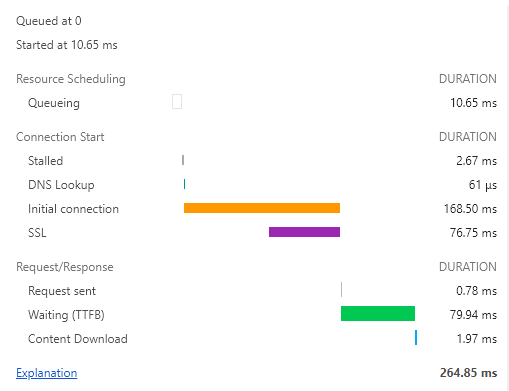 Queued at 0
Started at 10.65 ms
Resource Scheduling DURATION
Queueing 10.65 ms
Connection Start DURATION
Stalled 2.67 ms
DNS Lookup 61 µs
Initial connection 168.50 ms
SSL 76.75 ms
Request/Response DURATION
Request sent 0.78 ms
Waiting (TTFB) 79.94 ms
Content Download 1.97 ms
Explanation 264.85 ms